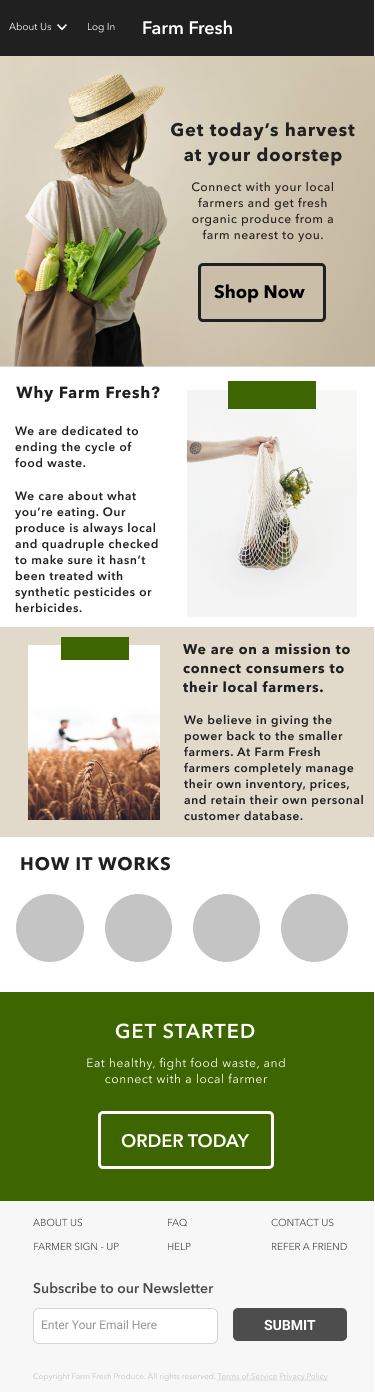 About Us
Log In
Farm Fresh
Get today's harvest
at your doorstep
Connect with your local
farmers and get fresh
organic produce from a
farm nearest to you.
Shop Now
Why Farm Fresh?
We are dedicated to
ending the cycle of
food waste.
We care about what
you're eating. Our
produce is always local
and quadruple checked
to make sure it hasn't
been treated with
synthetic pesticides or
herbicides.
We are on a mission to
connect consumers to
their local farmers.
We believe in giving the
power back to the smaller
farmers. At Farm Fresh
farmers completely manage
their own inventory, prices,
and retain their own personal
customer database.
HOW IT WORKS
GET STARTED
Eat healthy, fight food waste, and
connect with a local farmer
ORDER TODAY
ABOUT US
FAQ
CONTACT US
FARMER SIGN - UP
HELP
REFER A FRIEND
Subscribe to our Newsletter
Enter Your Email Here
SUBMIT
Copyright Farm Fresh Produce. All rights reserved. Terms of Service Privacy Policy